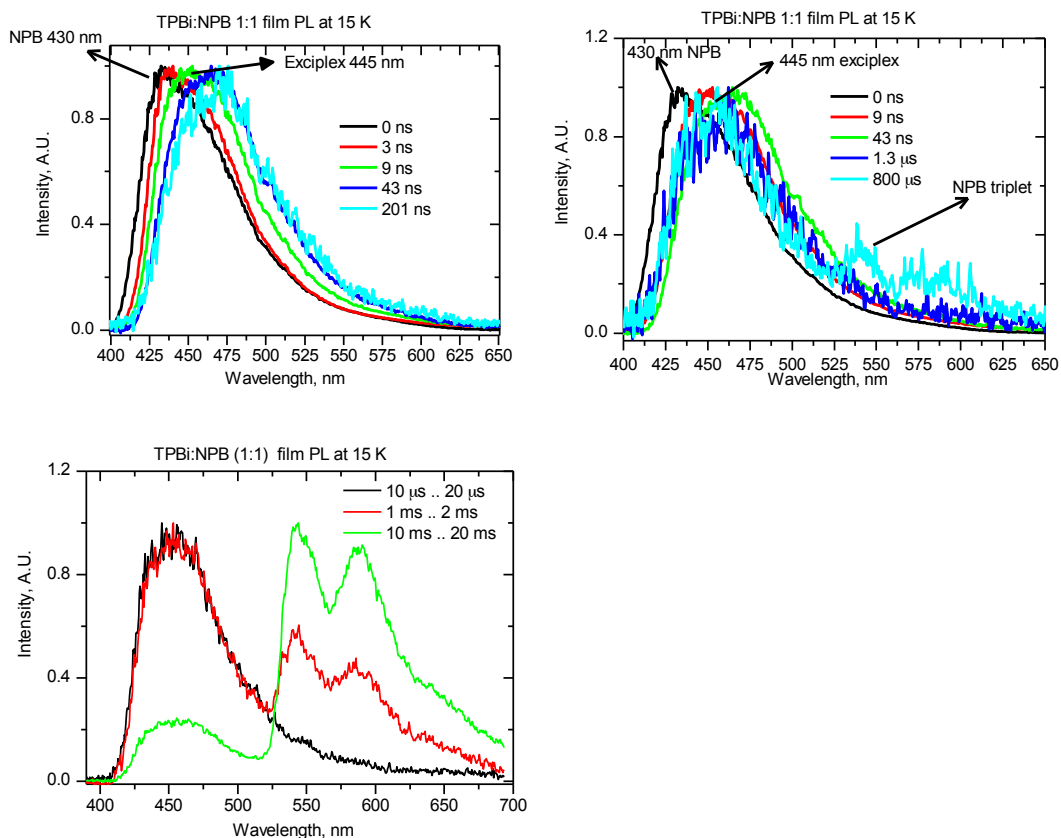 TPBi:NPB 1:1 film PL at 15 K
NPB 430 nm
Exciplex 445 nm
0 ns
3 ns
9 ns
43 ns
201 ns
Intensity, A.U.
0.8
0.4
0.0
400 425 450 475 500 525 550 575 600 625 650
Wavelength, nm
TPBi:NPB 1:1 film PL at 15 K
430 nm NPB
445 nm exciplex
0 ns
9 ns
43 ns
1.3 μs
800 μs
NPB triplet
Intensity, A.U.
1.2
0.8
0.4
0.0
400 425 450 475 500 525 550 575 600 625 650
Wavelength, nm
TPBi:NPB (1:1) film PL at 15 K
10 μs .. 20 μs
1 ms .. 2 ms
10 ms .. 20 ms
Intensity, A.U.
1.2
0.8
0.4
0.0
400 450 500 550 600 650 700
Wavelength, nm